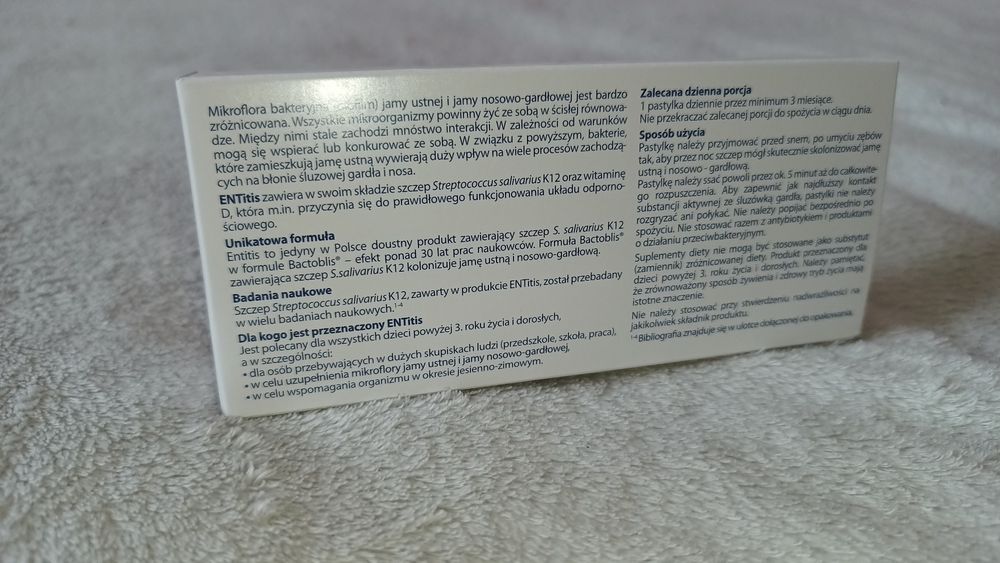 Mikroflora bakteryjna jamy ustnej i jamy nosowo-gardłowej jest bardzo
zróżnicowana. Wszystkie mikroorganizmy powinny żyć ze sobą w ścisłej równowa-
dze. Między nimi stale zachodzi mnóstwo interakcji. W zależności od warunków
mogą się wspierać lub konkurować ze sobą. W związku z powyższym, bakterie,
które zamieszkują jamę ustną wywierają duży wpływ na wiele procesów zachodzą-
cych na błonie śluzowej gardła i nosa.
ENTitis zawiera w swoim składzie szczep Streptococcus salivarius K12 oraz witaminę
D, która m.in. przyczynia się do prawidłowego funkcjonowania układu odporno-
ściowego.
Unikatowa formuła
Entitis to jedyny w Polsce doustny produkt zawierający szczep S. salivarius K12
w formule Bactoblis® – efekt ponad 30 lat prac naukowców. Formuła Bactoblis®
zawierająca szczep S.salivarius K12 kolonizuje jamę ustną i nosowo-gardłową.
Badania naukowe
Szczep Streptococcus salivarius K12, zawarty w produkcie ENTitis, został przebadany
w wielu badaniach naukowych.¹⁻⁴
Dla kogo jest przeznaczony ENTitis
Jest polecany dla wszystkich dzieci powyżej 3. roku życia i dorosłych,
a w szczególności:
• dla osób przebywających w dużych skupiskach ludzi (przedszkole, szkoła, praca),
• w celu uzupełnienia mikroflory jamy ustnej i jamy nosowo-gardłowej,
• w celu wspomagania organizmu w okresie jesienno-zimowym.
Zalecana dzienna porcja
1 pastylka dziennie przez minimum 3 miesiące.
Nie przekraczać zalecanej porcji do spożycia w ciągu dnia.
Sposób użycia
Pastylkę należy przyjmować przed snem, po umyciu zębów
tak, aby przez noc szczep mógł skutecznie skolonizować jamę
ustną i nosowo - gardłową.
Pastylkę należy ssać powoli przez ok. 5 minut aż do całkowite-
go rozpuszczenia. Aby zapewnić jak najdłuższy kontakt
substancji aktywnej ze śluzówką gardła, pastylki nie należy
rozgryzać ani połykać. Nie należy popijać bezpośrednio po
spożyciu. Nie stosować razem z antybiotykiem i produktami
o działaniu przeciwbakteryjnym.
Suplementy diety nie mogą być stosowane jako substytut
(zamiennik) zróżnicowanej diety. Produkt przeznaczony dla
dzieci powyżej 3. roku życia i dorosłych. Należy pamiętać,
że zrównoważony sposób żywienia i zdrowy tryb życia mają
istotne znaczenie.
Nie należy stosować przy stwierdzeniu nadwrażliwości na
jakikolwiek składnik produktu.
¹⁻⁴ Bibliografia znajduje się w ulotce dołączonej do opakowania.